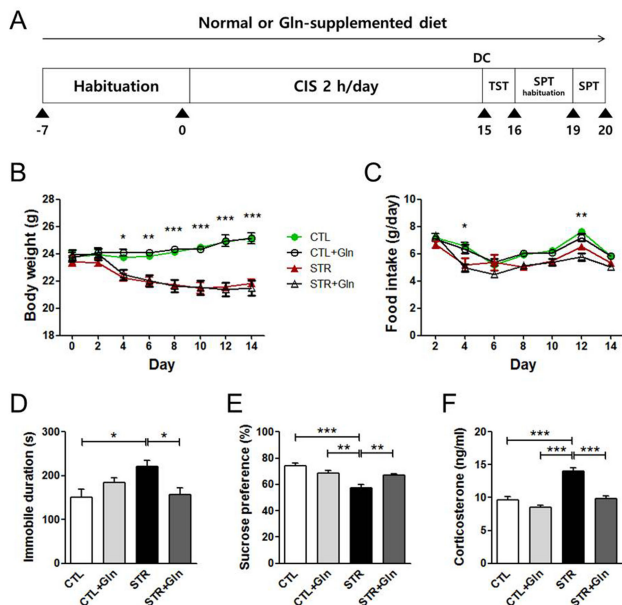 A
Normal or Gln-supplemented diet
DC
Habituation
CIS 2 h/day
TST
SPT
habituation
SPT
-7
0
15
16
19
20
B
Body weight (g)
28
26
24
22
20
18
* ** *** *** *** ***
0 2 4 6 8 10 12 14
Day
CTL
CTL+Gln
STR
STR+Gln
C
Food intake (g/day)
10
8
6
4
2
0
* **
2 4 6 8 10 12 14
Day
D
Immobile duration (s)
300
200
100
0
* *
CTL
CTL+Gln
STR
STR+Gln
E
Sucrose preference (%)
100
80
60
40
20
0
***
** **
CTL
CTL+Gln
STR
STR+Gln
F
Corticosterone (ng/ml)
20
15
10
5
0
***
*** ***
CTL
CTL+Gln
STR
STR+Gln